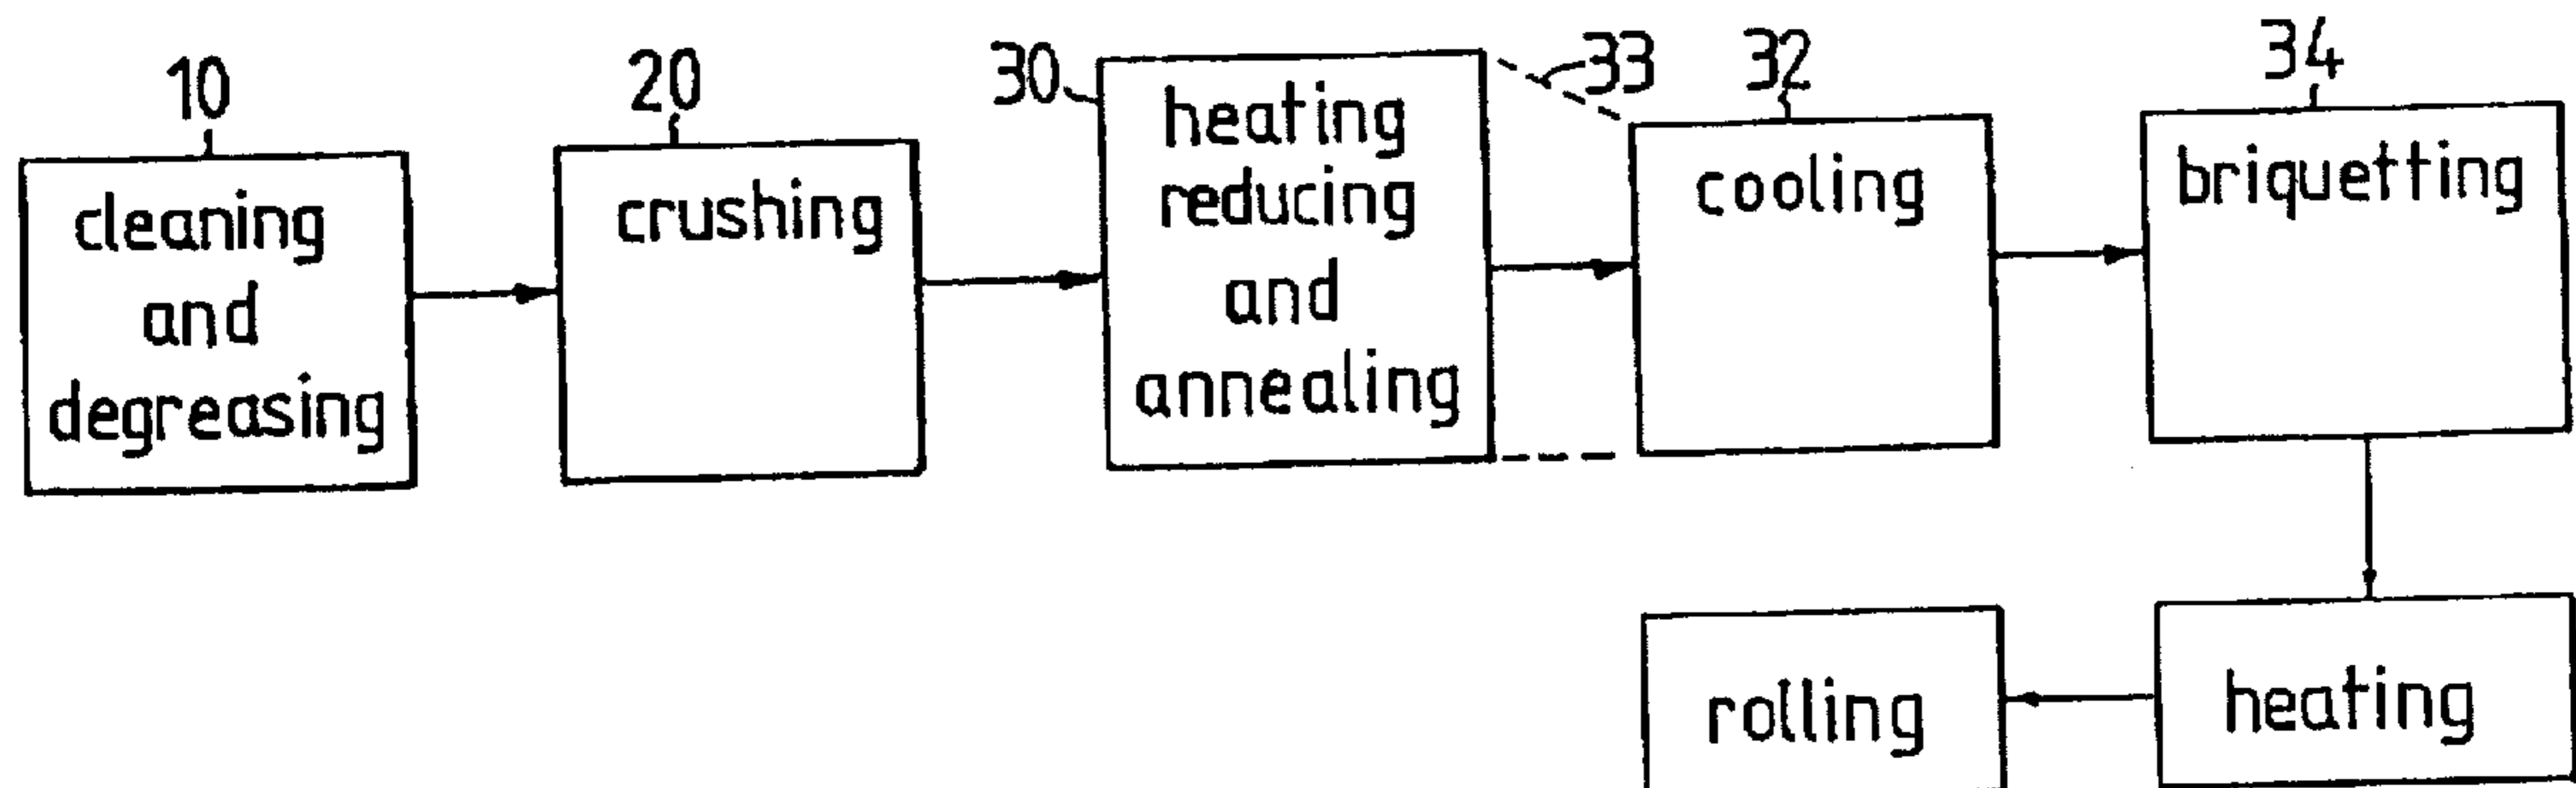 10
cleaning
and
degreasing
20
crushing
30
heating
reducing
and
annealing
33
32
cooling
34
briquetting
heating
rolling